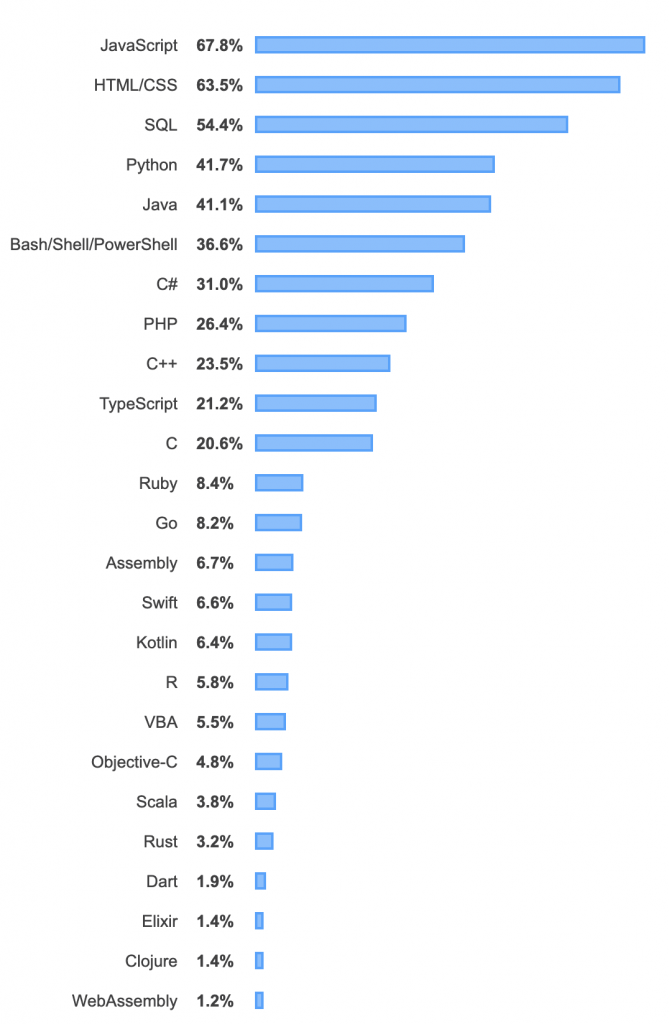 JavaScript 67.8%
HTML/CSS 63.5%
SQL 54.4%
Python 41.7%
Java 41.1%
Bash/Shell/PowerShell 36.6%
C# 31.0%
PHP 26.4%
C++ 23.5%
TypeScript 21.2%
C 20.6%
Ruby 8.4%
Go 8.2%
Assembly 6.7%
Swift 6.6%
Kotlin 6.4%
R 5.8%
VBA 5.5%
Objective-C 4.8%
Scala 3.8%
Rust 3.2%
Dart 1.9%
Elixir 1.4%
Clojure 1.4%
WebAssembly 1.2%